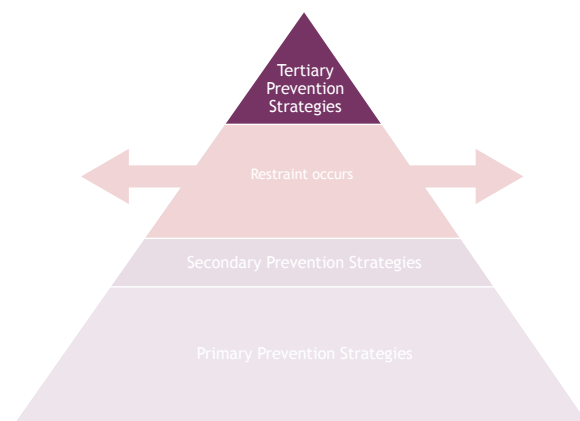 Tertiary
Prevention
Strategies
Restraint occurs
Secondary Prevention Strategies
Primary Prevention Strategies